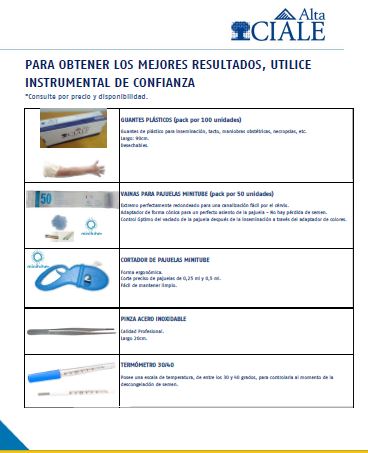 Alta
CIALE
PARA OBTENER LOS MEJORES RESULTADOS, UTILICE
INSTRUMENTAL DE CONFIANZA
*Consulte por precio y disponibilidad.
GUANTES PLÁSTICOS (pack por 100 unidades)
Guantes de plástico para inseminación, tacto, maniobras obstétricas, necropsias, etc.
Largo: 90cm.
Desechables.
50
minitube
VAINAS PARA PAJUELAS MINITUBE (pack por 50 unidades)
Extremo perfectamente redondeado para una canalización fácil por el cérvix.
Adaptador de forma cónica para un perfecto asiento de la pajuela - No hay pérdida de semen.
Control Óptimo del vaciado de la pajuela después de la inseminación a través del adaptador de colores.
minitube
CORTADOR DE PAJUELAS MINITUBE
Forma ergonómica.
Corte preciso de pajuelas de 0,25 ml y 0,5 ml.
Fácil de mantener limpio.
PINZA ACERO INOXIDABLE
Calidad Profesional.
Largo 20cm.
TERMÓMETRO 30/40
Posee una escala de temperatura, de entre los 30 y 40 grados, para controlarla al momento de la
descongelación de semen.